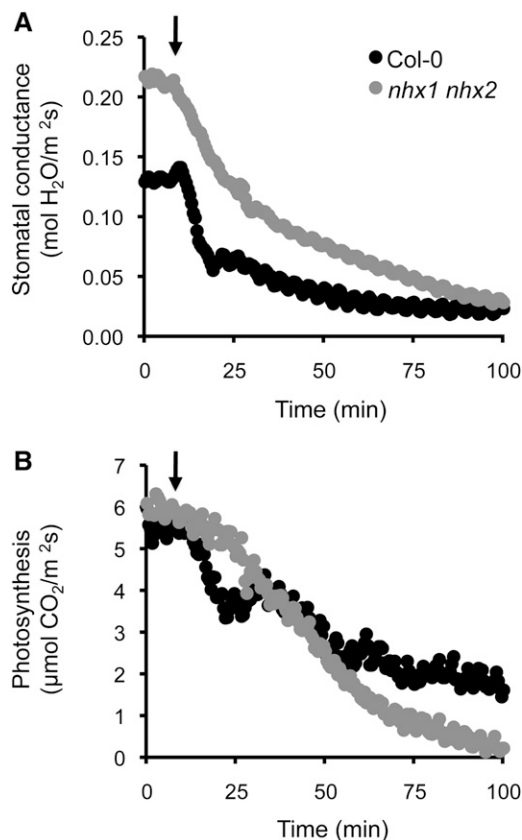 A
Col-0
nhx1 nhx2
Stomatal conductance
(mol H2O/m 2s)
0.25
0.20
0.15
0.10
0.05
0.00
0 25 50 75 100
Time (min)
B
Photosynthesis
(µmol CO2/m 2s)
7
6
5
4
3
2
1
0
0 25 50 75 100
Time (min)